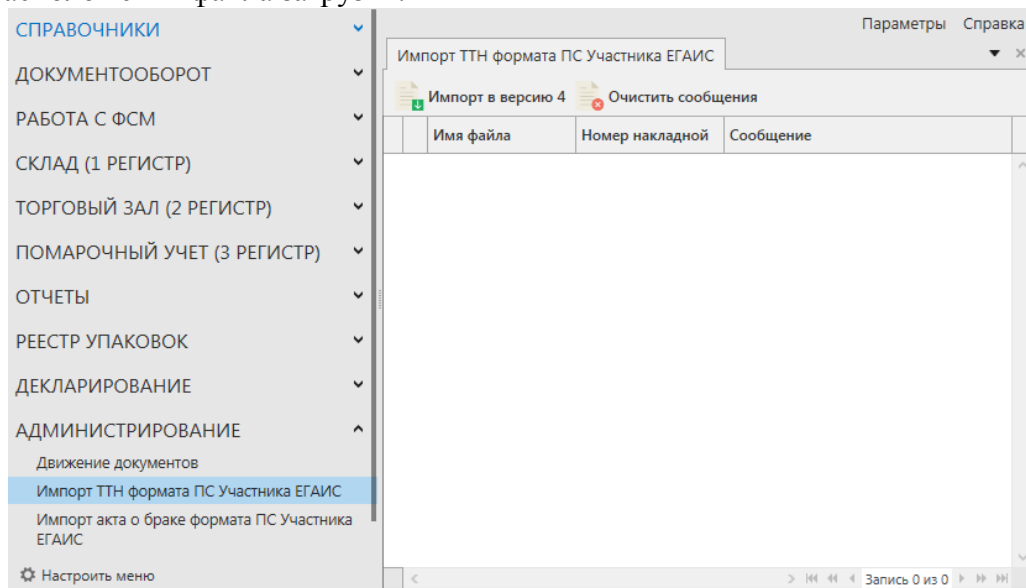 СПРАВОЧНИКИ
ДОКУМЕНТООБОРОТ
РАБОТА С ФСМ
СКЛАД (1 РЕГИСТР)
ТОРГОВЫЙ ЗАЛ (2 РЕГИСТР)
ПОМАРОЧНЫЙ УЧЕТ (3 РЕГИСТР)
ОТЧЕТЫ
РЕЕСТР УПАКОВОК
ДЕКЛАРИРОВАНИЕ
АДМИНИСТРИРОВАНИЕ
Движение документов
Импорт ТТН формата ПС Участника ЕГАИС
Импорт акта о браке формата ПС Участника
ЕГАИС
Настроить меню
Параметры Справка
Импорт ТТН формата ПС Участника ЕГАИС
Импорт в версию 4 Очистить сообщения
Имя файла Номер накладной Сообщение
Запись 0 из 0